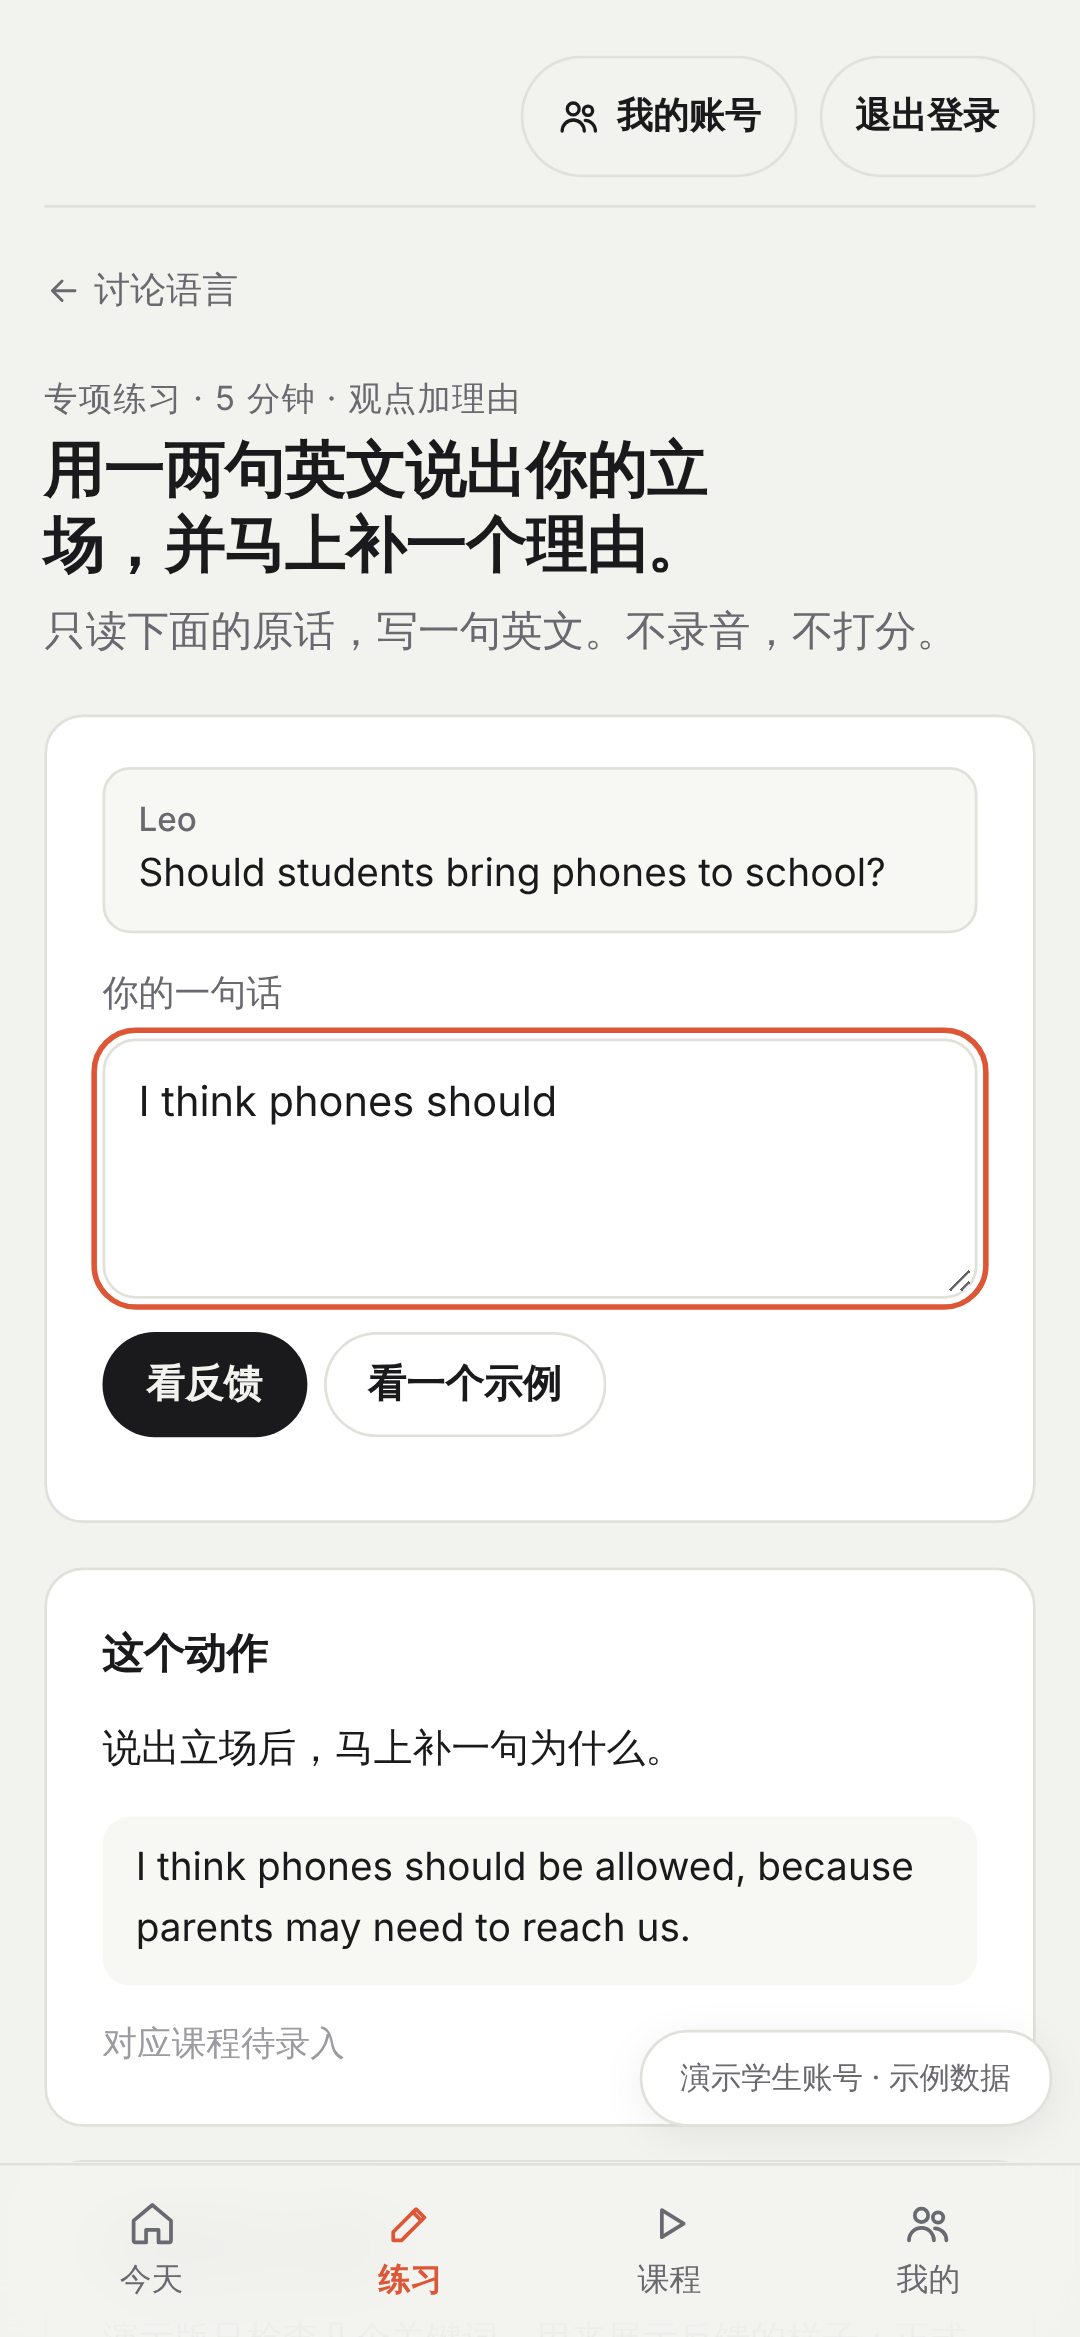 我的账号
退出登录
← 讨论语言
专项练习 · 5 分钟 · 观点加理由
用一两句英文说出你的立
场，并马上补一个理由。
只读下面的原话，写一句英文。不录音，不打分。
Leo
Should students bring phones to school?
你的一句话
I think phones should
看反馈
看一个示例
这个动作
说出立场后，马上补一句为什么。
I think phones should be allowed, because
parents may need to reach us.
对应课程待录入
演示学生账号 · 示例数据
今天
练习
课程
我的